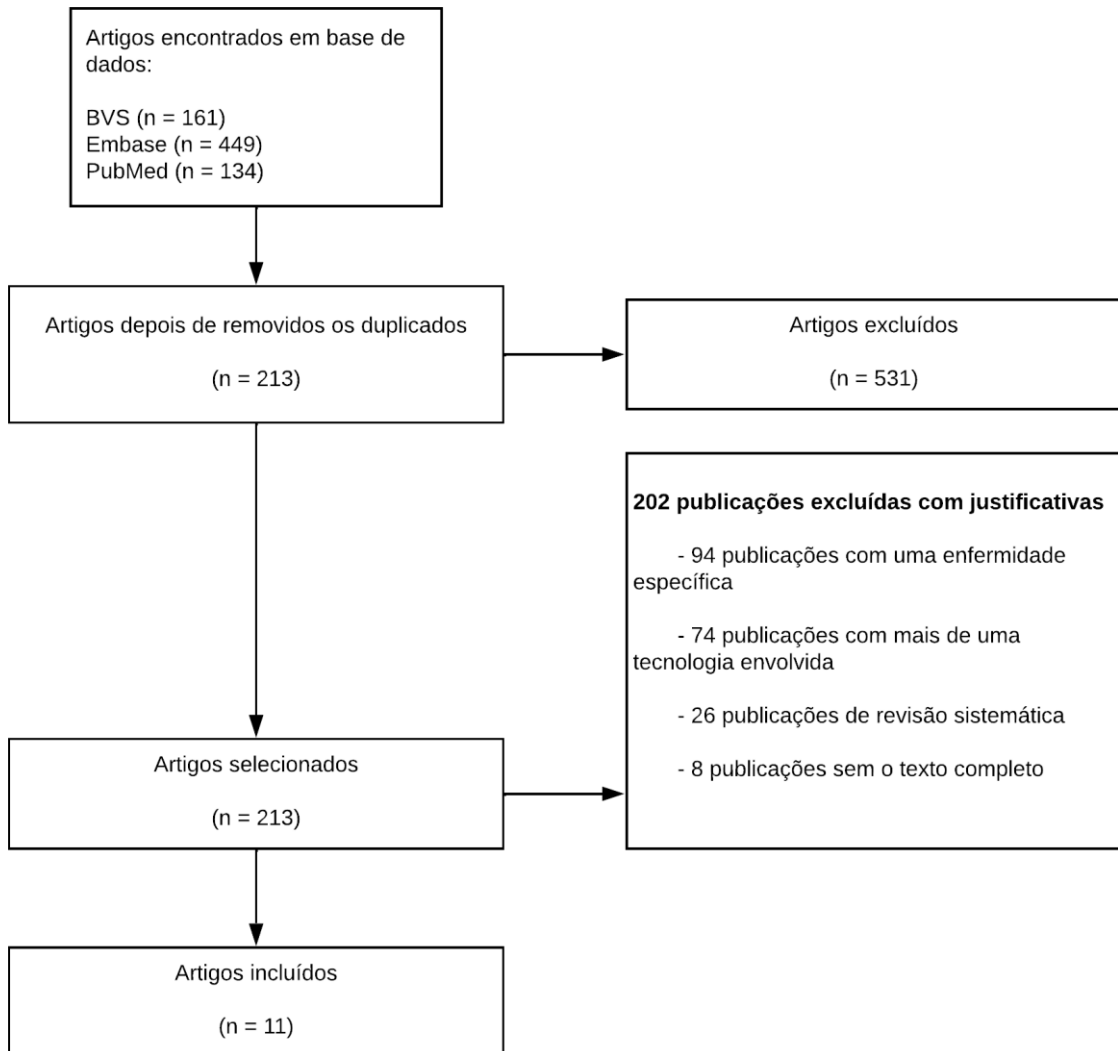 Artigos encontrados em base de
dados:
BVS (n = 161)
Embase (n = 449)
PubMed (n = 134)
Artigos depois de removidos os duplicados
(n = 213)
Artigos excluídos
(n = 531)
202 publicações excluídas com justificativas
- 94 publicações com uma enfermidade
específica
- 74 publicações com mais de uma
tecnologia envolvida
- 26 publicações de revisão sistemática
- 8 publicações sem o texto completo
Artigos selecionados
(n = 213)
Artigos incluídos
(n = 11)